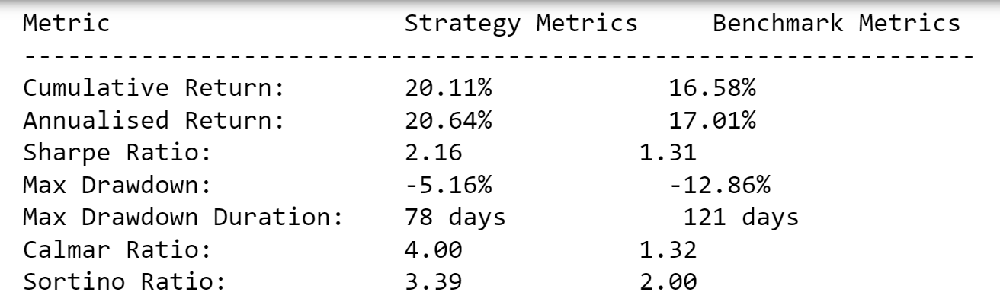 Metric Strategy Metrics Benchmark Metrics
-----------------------------------------------------------------
Cumulative Return: 20.11% 16.58%
Annualised Return: 20.64% 17.01%
Sharpe Ratio: 2.16 1.31
Max Drawdown: -5.16% -12.86%
Max Drawdown Duration: 78 days 121 days
Calmar Ratio: 4.00 1.32
Sortino Ratio: 3.39 2.00